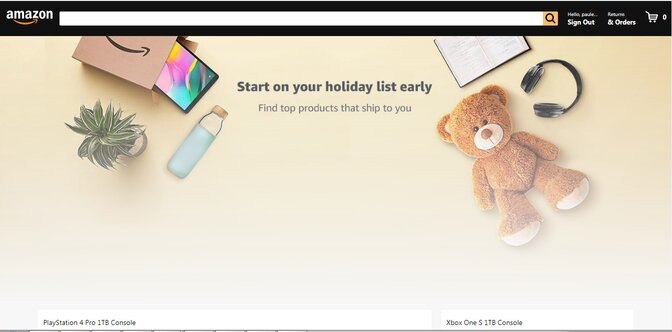 amazon
Hello, paule...
Sign Out
Returns
& Orders
0
Start on your holiday list early
Find top products that ship to you
PlayStation 4 Pro 1TB Console
Xbox One S 1TB Console